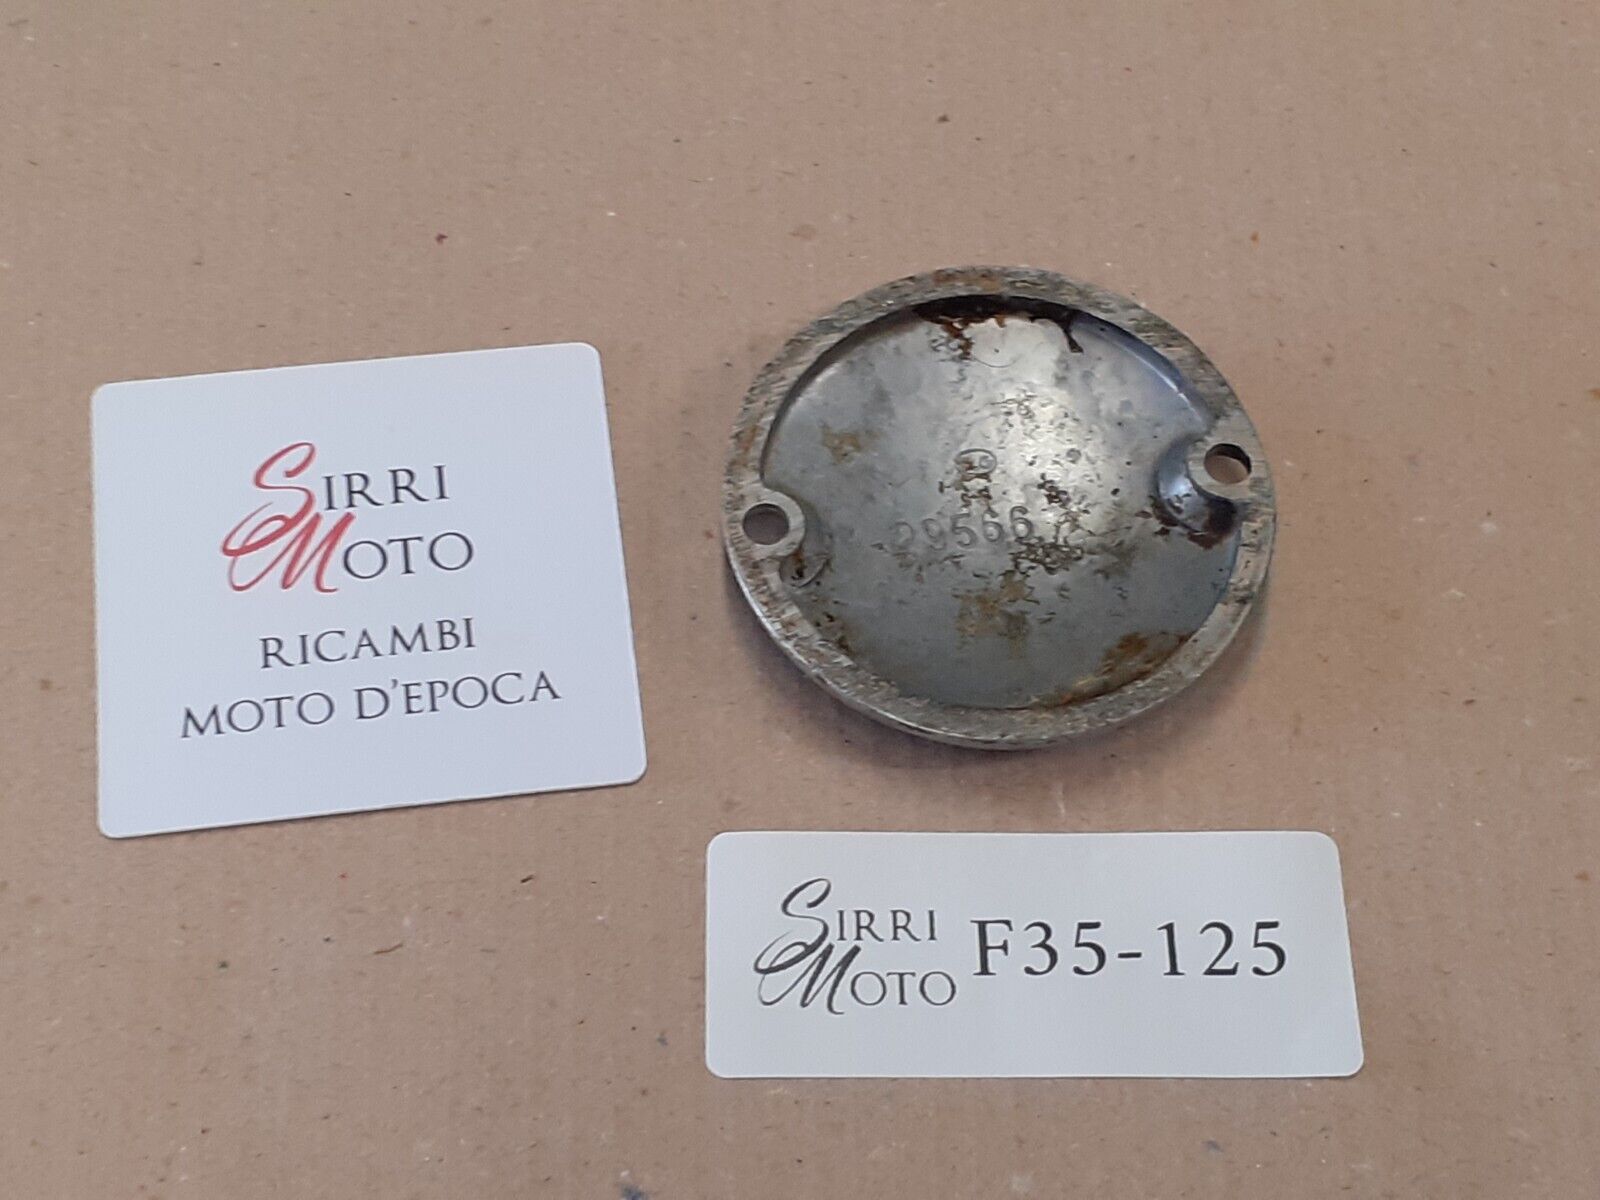 SIRRI
MOTO
RICAMBI
MOTO D'EPOCA
SIRRI
MOTO
F35-125